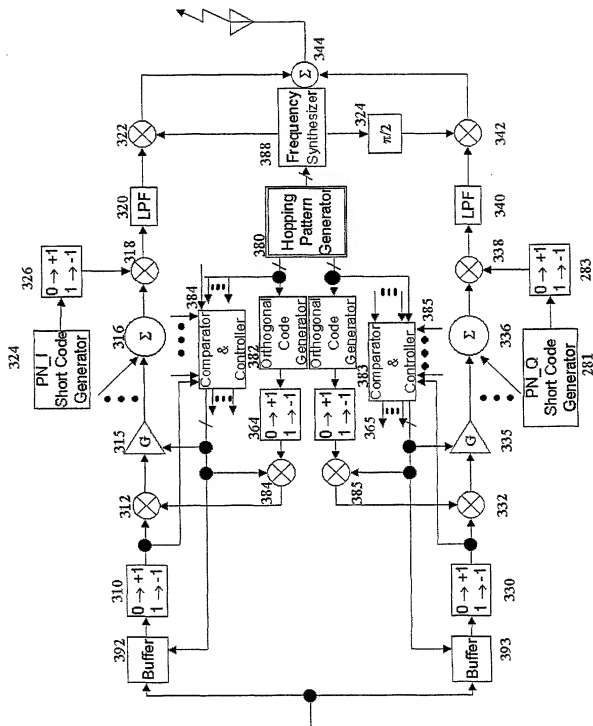 344
Σ
322
320
LPF
318
326
0 → +1
1 → -1
324
PN_I
Short Code
Generator
316
Σ
315
G
312
310
0 → +1
1 → -1
392
Buffer
388
Frequency
Synthesizer
324
π/2
380
Hopping
Pattern
Generator
384
Comparator
&
Controller
382
Orthogonal
Code
Generator
Orthogonal
Code
Generator
383
Comparator
&
Controller
385
364
0 → +1
1 → -1
0 → +1
1 → -1
365
384
385
342
340
LPF
338
283
0 → +1
1 → -1
336
Σ
281
PN_Q
Short Code
Generator
335
G
332
330
0 → +1
1 → -1
393
Buffer